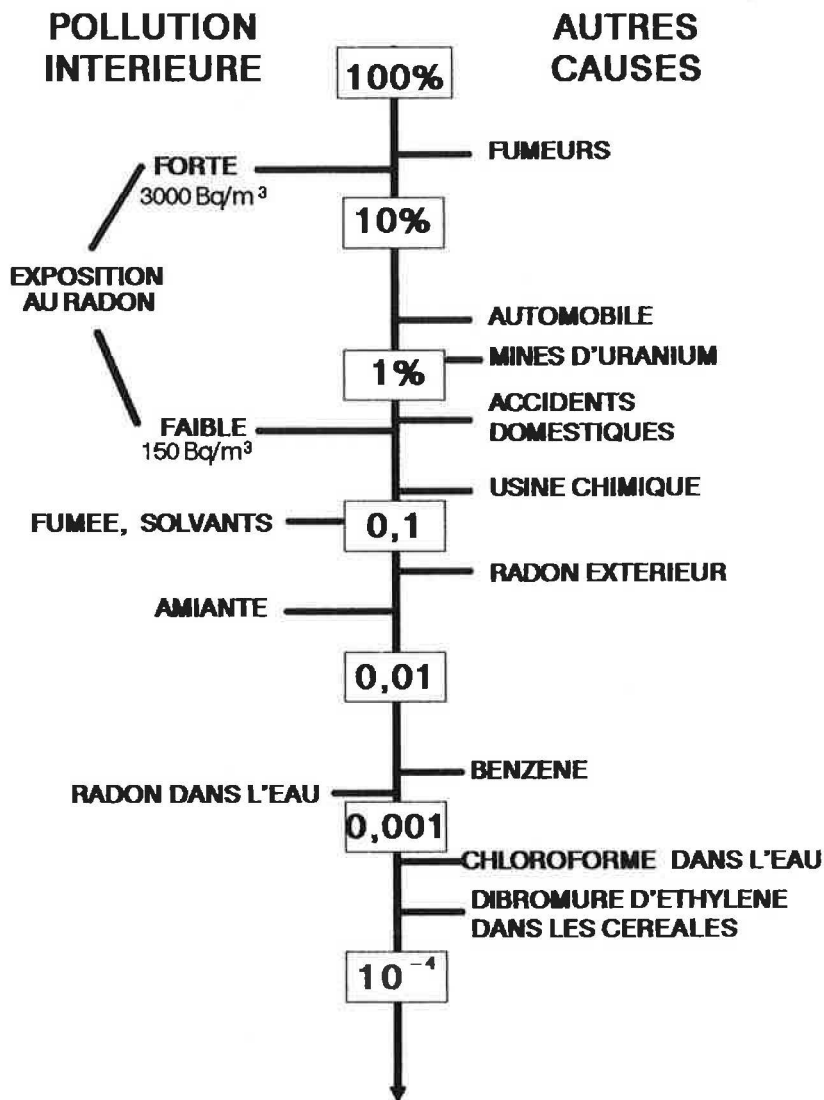 POLLUTION
INTERIEURE
AUTRES
CAUSES
100%
FUMEURS
FORTE
3000 Bq/m³
10%
EXPOSITION
AU RADON
AUTOMOBILE
MINES D'URANIUM
1%
ACCIDENTS
DOMESTIQUES
FAIBLE
150 Bq/m³
USINE CHIMIQUE
FUMEE, SOLVANTS
0,1
RADON EXTERIEUR
AMIANTE
0,01
BENZENE
RADON DANS L'EAU
0,001
CHLOROFORME DANS L'EAU
DIBROMURE D'ETHYLENE
DANS LES CEREALES
10⁻⁴